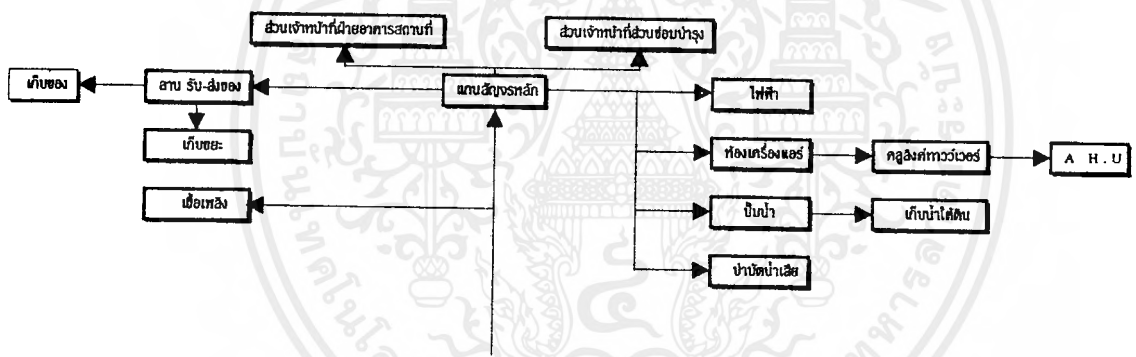 ส่วนเจ้าหน้าที่ฝ่ายอาคารสถานที่
ส่วนเจ้าหน้าที่ส่วนซ่อมบำรุง
เก็บของ
ลาน รับ-ส่งของ
แกนสัญจรหลัก
ไฟฟ้า
เก็บขยะ
ห้องเครื่องแอร์
คลูลิ่งค์ทาวว์เวอร์
A H.U
เชื้อเพลิง
ปั๊มน้ำ
เก็บน้ำใต้ดิน
บำบัดน้ำเสีย